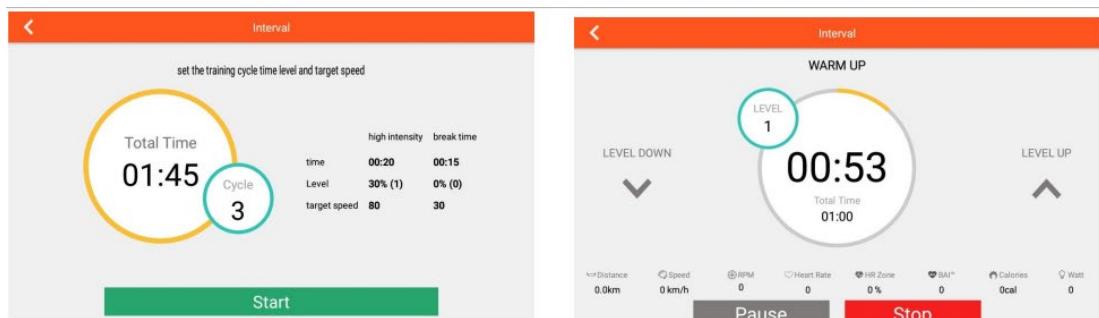 Interval
set the training cycle time level and target speed
Total Time
01:45
Cycle
3
high intensity break time
time 00:20 00:15
Level 30% (1) 0% (0)
target speed 80 30
Start
Interval
WARM UP
LEVEL
1
LEVEL DOWN
00:53
LEVEL UP
Total Time
01:00
Distance Speed RPM Heart Rate HR Zone BAI™ Calories Watt
0.0km 0 km/h 0 0 0 % 0 0cal 0
Pause Stop